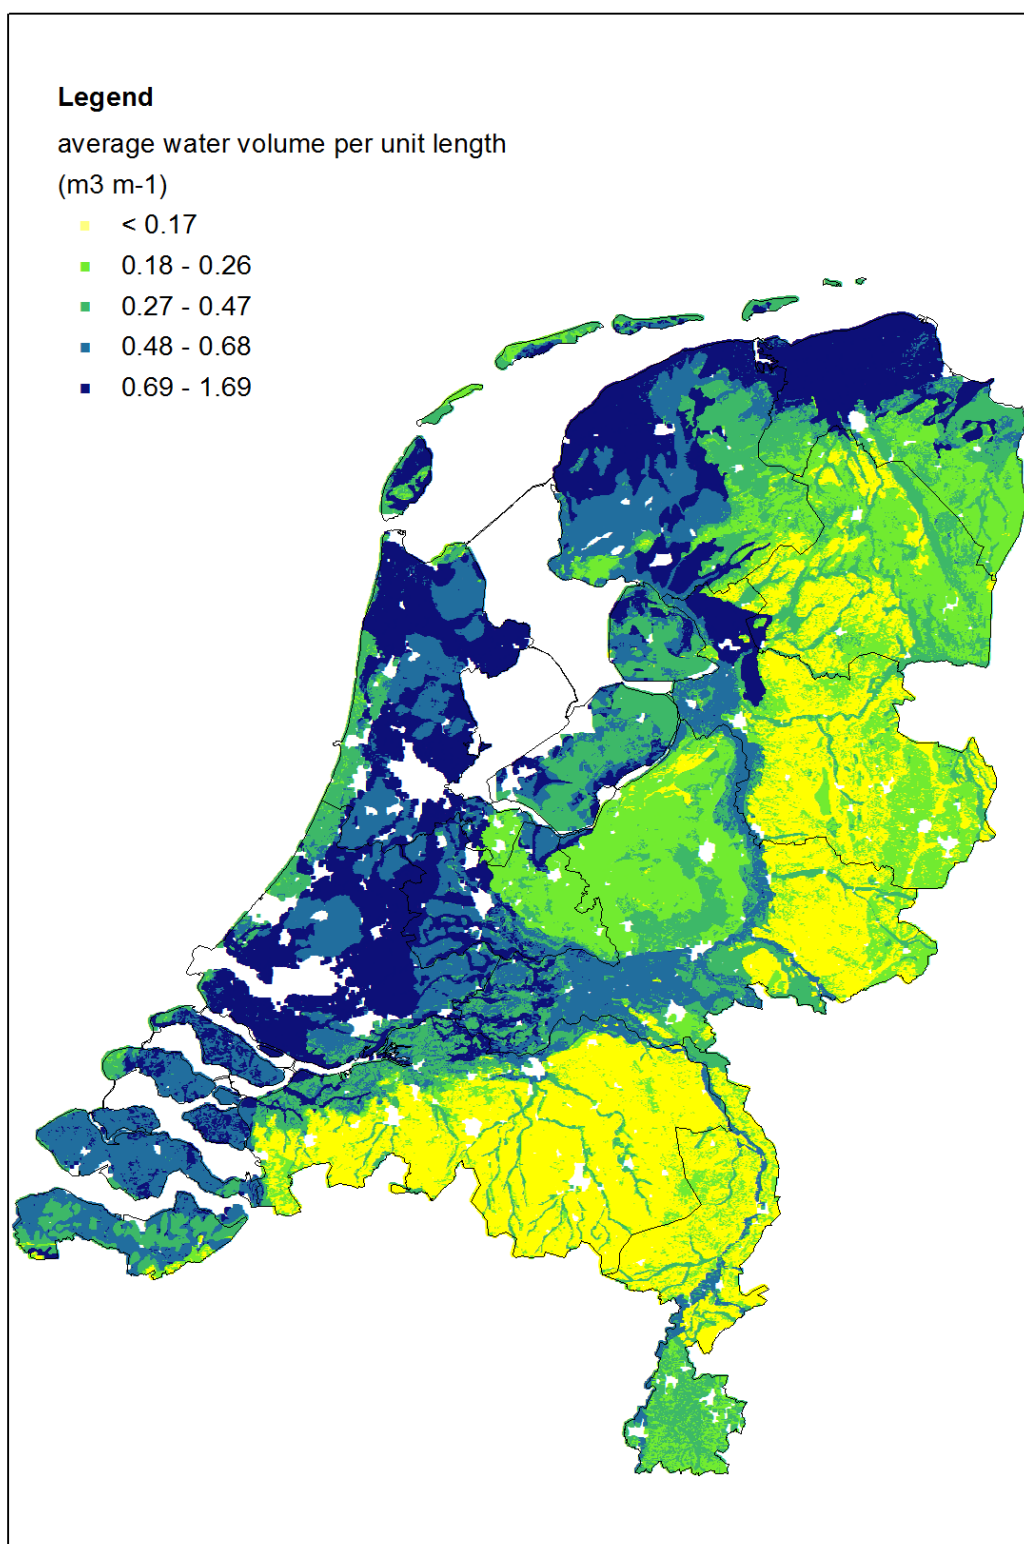 Legend
average water volume per unit length
(m3 m-1)
< 0.17
0.18 - 0.26
0.27 - 0.47
0.48 - 0.68
0.69 - 1.69